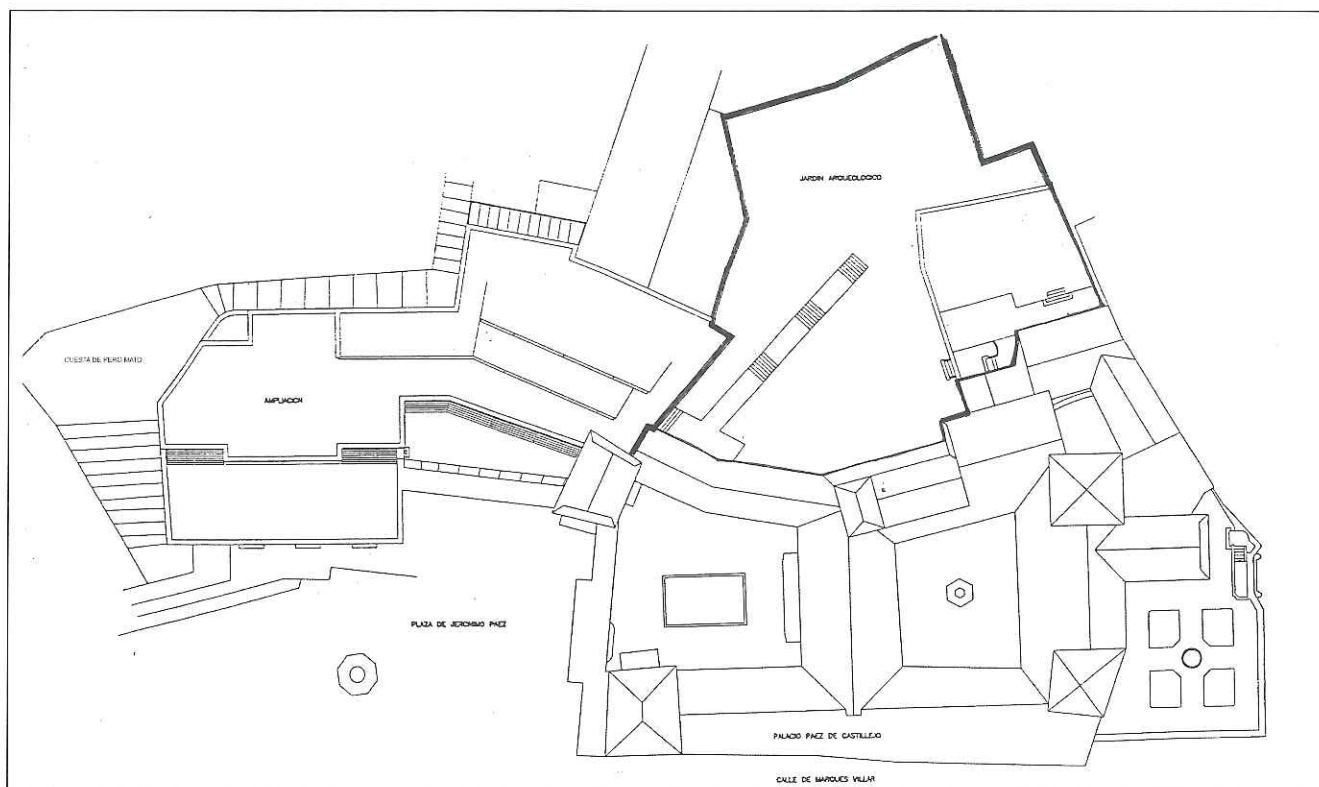 JARDIN ARQUEOLOGICO
CUESTA DE PERO MATO
AMPLIACION
PLAZA DE JERONIMO PAEZ
PALACIO PAEZ DE CASTILLEJO
CALLE DE MARQUES VILLAR